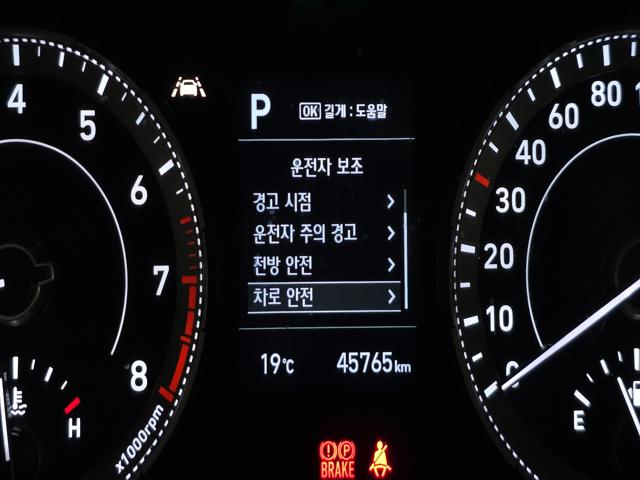 P OK 길게 : 도움말
운전자 보조
경고 시점
운전자 주의 경고
전방 안전
차로 안전
19℃ 45765 km
4
5
6
7
8
x1000rpm
H
80
60
40
30
20
10
0
E
BRAKE
P